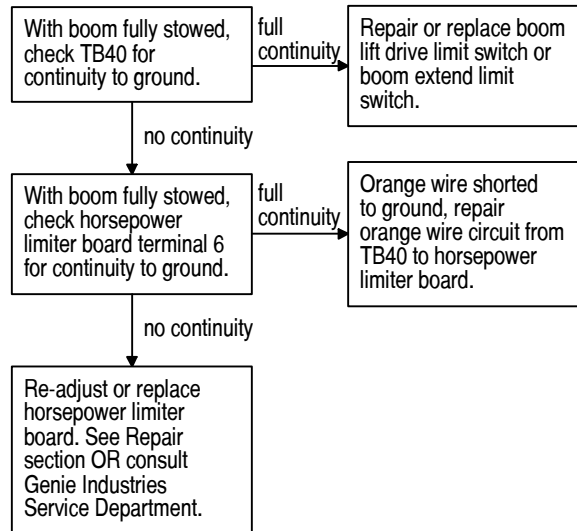 With boom fully stowed,
check TB40 for
continuity to ground.
full
continuity
Repair or replace boom
lift drive limit switch or
boom extend limit
switch.
no continuity
With boom fully stowed,
check horsepower
limiter board terminal 6
for continuity to ground.
full
continuity
Orange wire shorted
to ground, repair
orange wire circuit from
TB40 to horsepower
limiter board.
no continuity
Re-adjust or replace
horsepower limiter
board. See Repair
section OR consult
Genie Industries
Service Department.